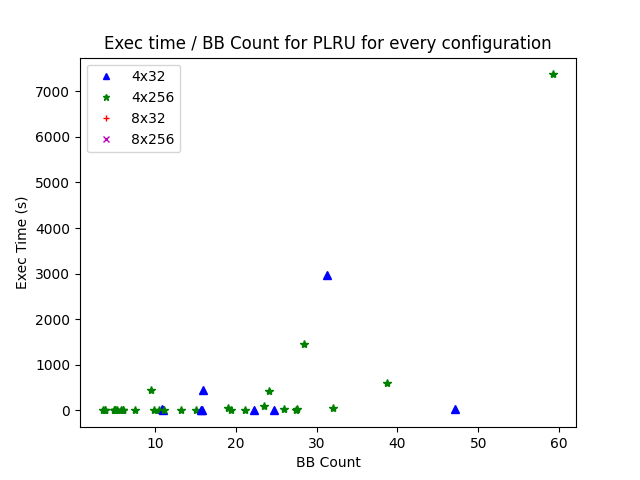 Exec time / BB Count for PLRU for every configuration
4x32
4x256
8x32
8x256
7000
6000
5000
4000
3000
2000
1000
0
Exec Time (s)
10 20 30 40 50 60
BB Count